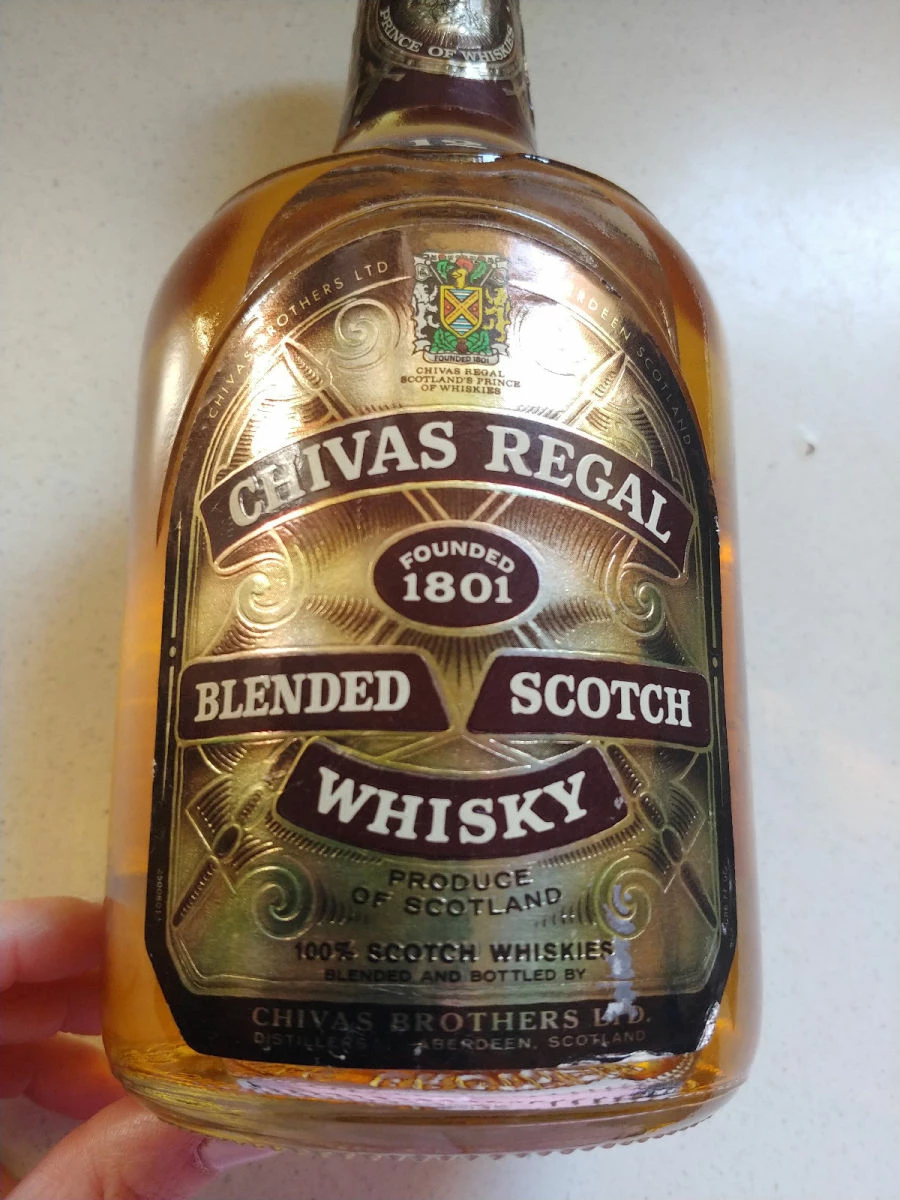 PRINCE OF WHISKIES
12
CHIVAS BROTHERS LTD
ABERDEEN SCOTLAND
FOUNDED 1801
CHIVAS REGAL
SCOTLAND'S PRINCE
OF WHISKIES
CHIVAS REGAL
FOUNDED
1801
BLENDED SCOTCH
WHISKY
PRODUCE
OF SCOTLAND
100% SCOTCH WHISKIES
BLENDED AND BOTTLED BY
CHIVAS BROTHERS LTD.
DISTILLERS ABERDEEN, SCOTLAND